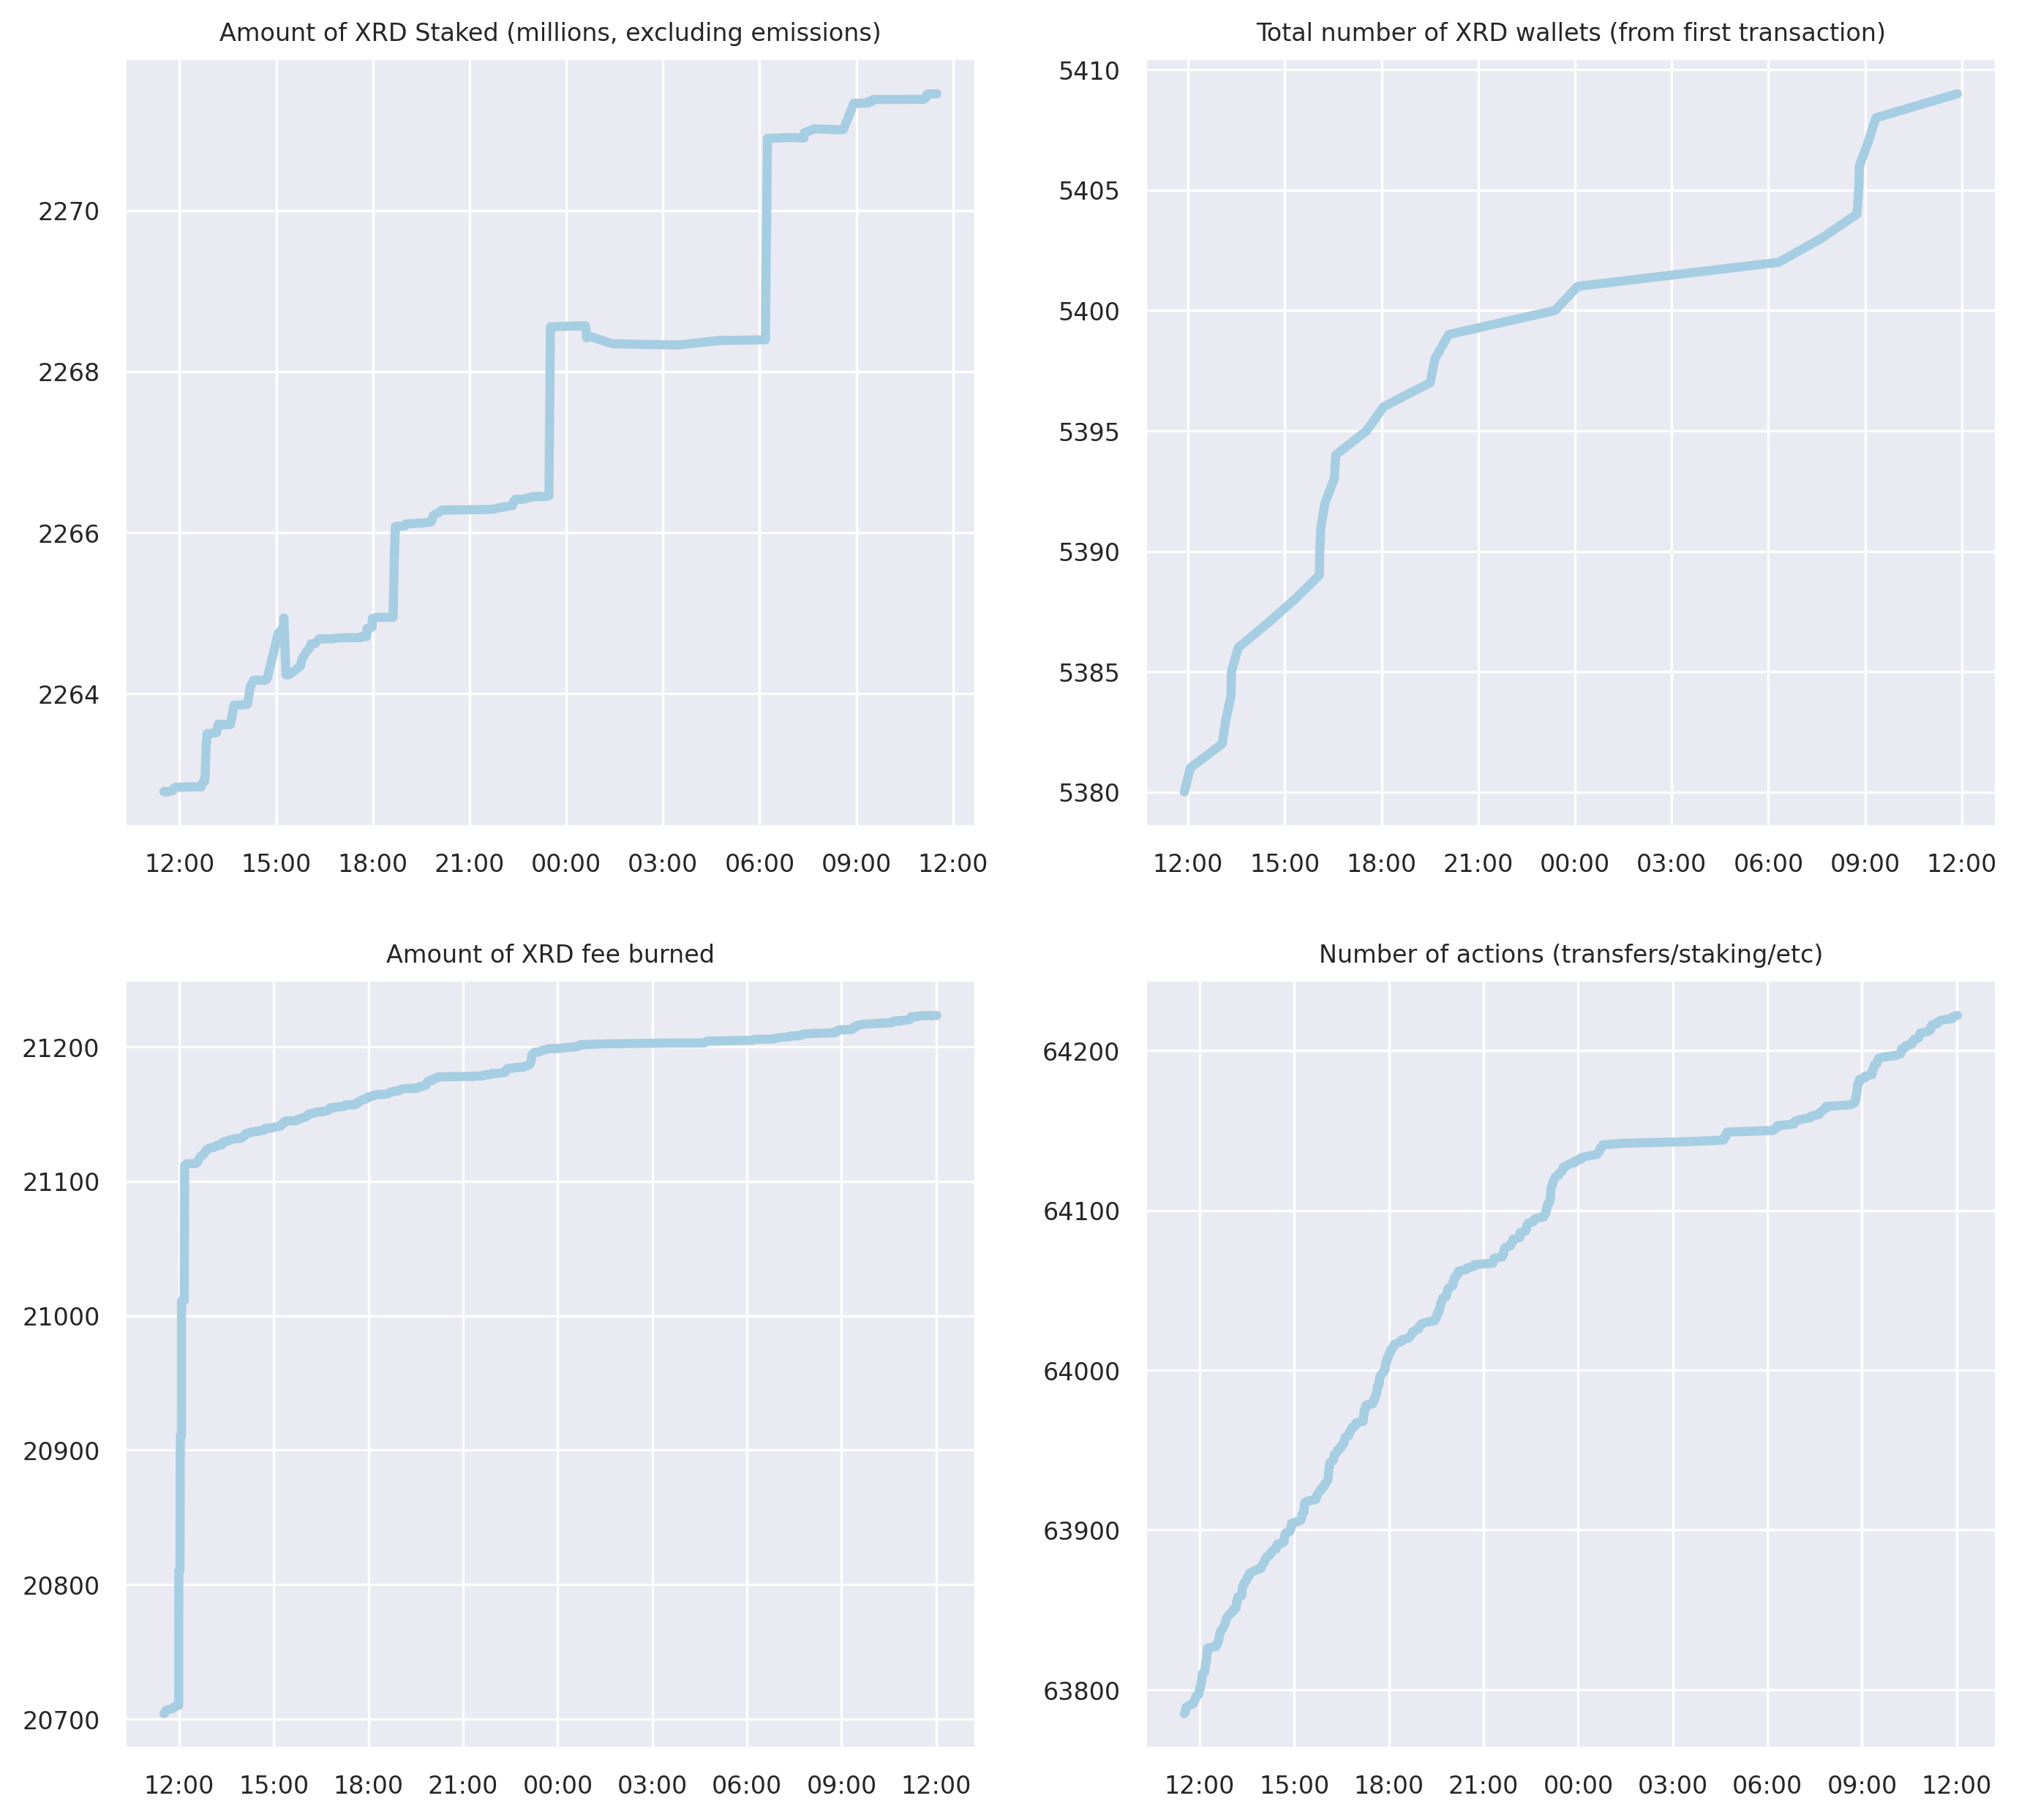 Amount of XRD Staked (millions, excluding emissions)
2270
2268
2266
2264
12:00 15:00 18:00 21:00 00:00 03:00 06:00 09:00 12:00
Total number of XRD wallets (from first transaction)
5410
5405
5400
5395
5390
5385
5380
12:00 15:00 18:00 21:00 00:00 03:00 06:00 09:00 12:00
Amount of XRD fee burned
21200
21100
21000
20900
20800
20700
12:00 15:00 18:00 21:00 00:00 03:00 06:00 09:00 12:00
Number of actions (transfers/staking/etc)
64200
64100
64000
63900
63800
12:00 15:00 18:00 21:00 00:00 03:00 06:00 09:00 12:00